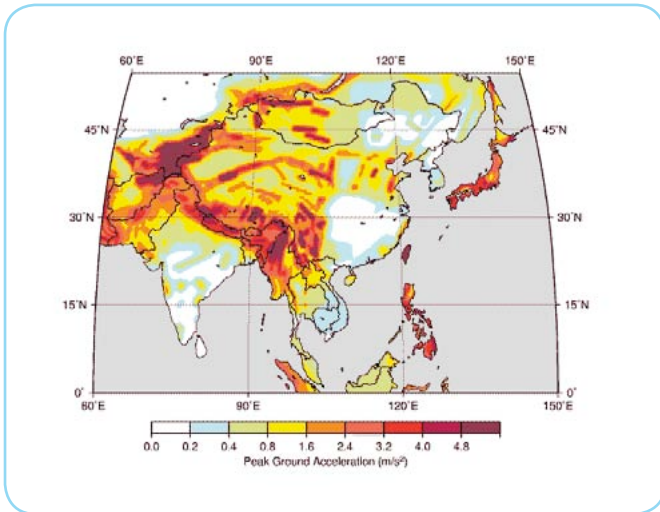 60˚E 90˚E 120˚E 150˚E
45˚N 45˚N
30˚N 30˚N
15˚N 15˚N
0˚ 0˚
60˚E 90˚E 120˚E 150˚E
0.0 0.2 0.4 0.8 1.6 2.4 3.2 4.0 4.8
Peak Ground Acceleration (m/s²)